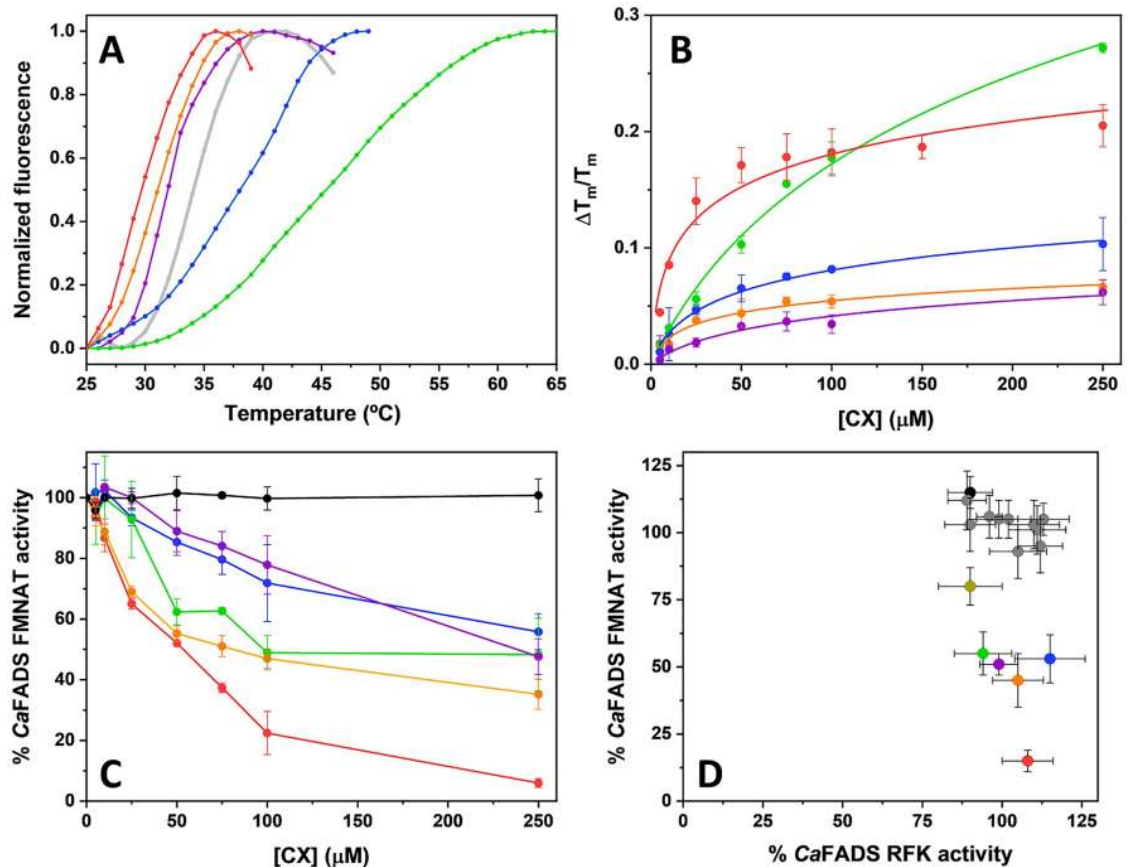 A
Normalized fluorescence
1.0
0.8
0.6
0.4
0.2
0.0
25 30 35 40 45 50 55 60 65
Temperature (ºC)
B
ΔTm/Tm
0.3
0.2
0.1
0.0
0 50 100 150 200 250
[CX] (μM)
C
% CaFADS FMNAT activity
120
100
80
60
40
20
0
0 50 100 150 200 250
[CX] (μM)
D
% CaFADS FMNAT activity
125
100
75
50
25
0
0 25 50 75 100 125
% CaFADS RFK activity